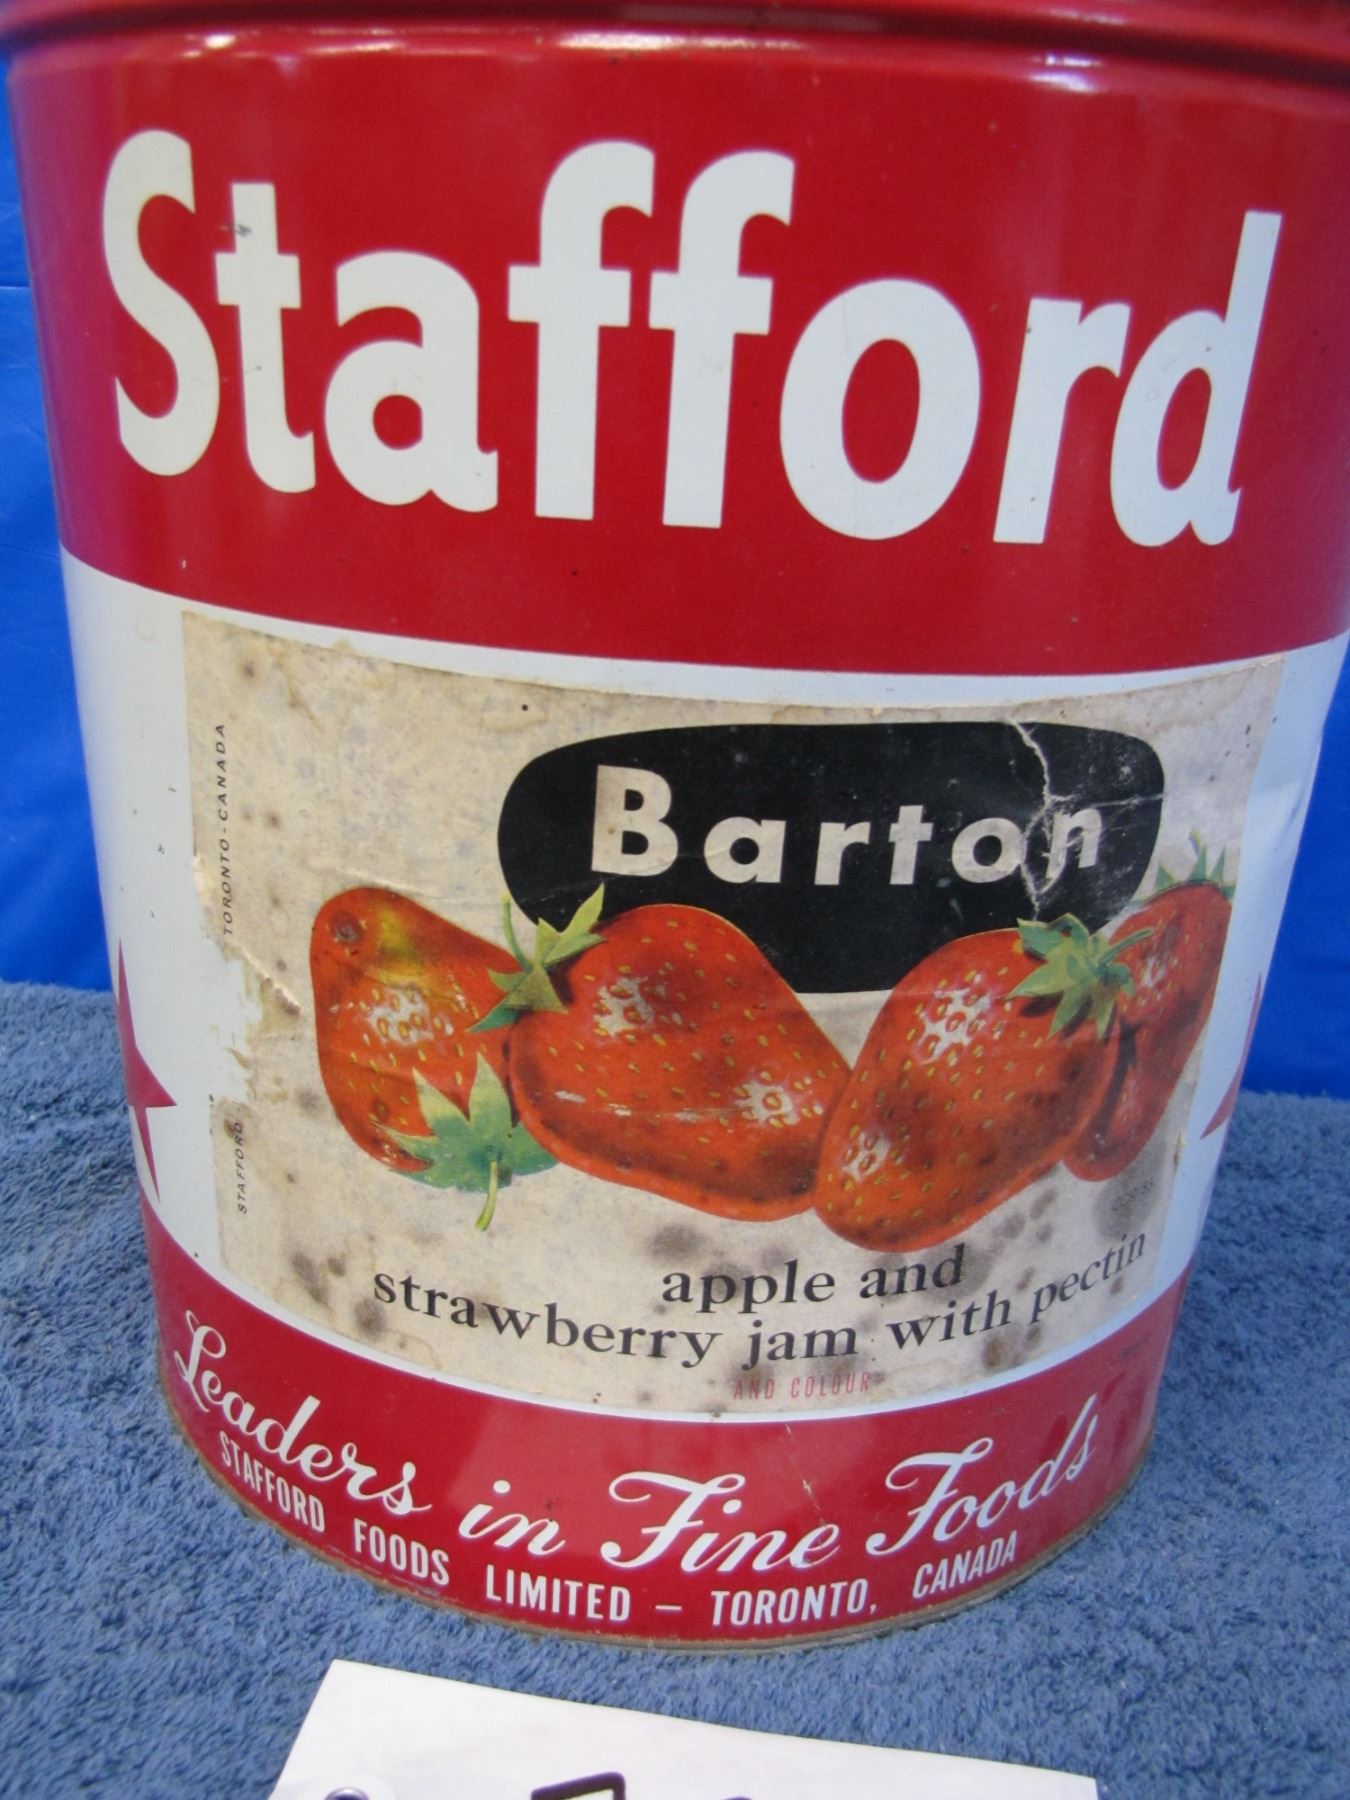 Stafford
Barton
TORONTO - CANADA
STAFFORD
apple and
strawberry jam with pectin
AND COLOUR
Leaders in Fine Foods
STAFFORD FOODS LIMITED – TORONTO, CANADA